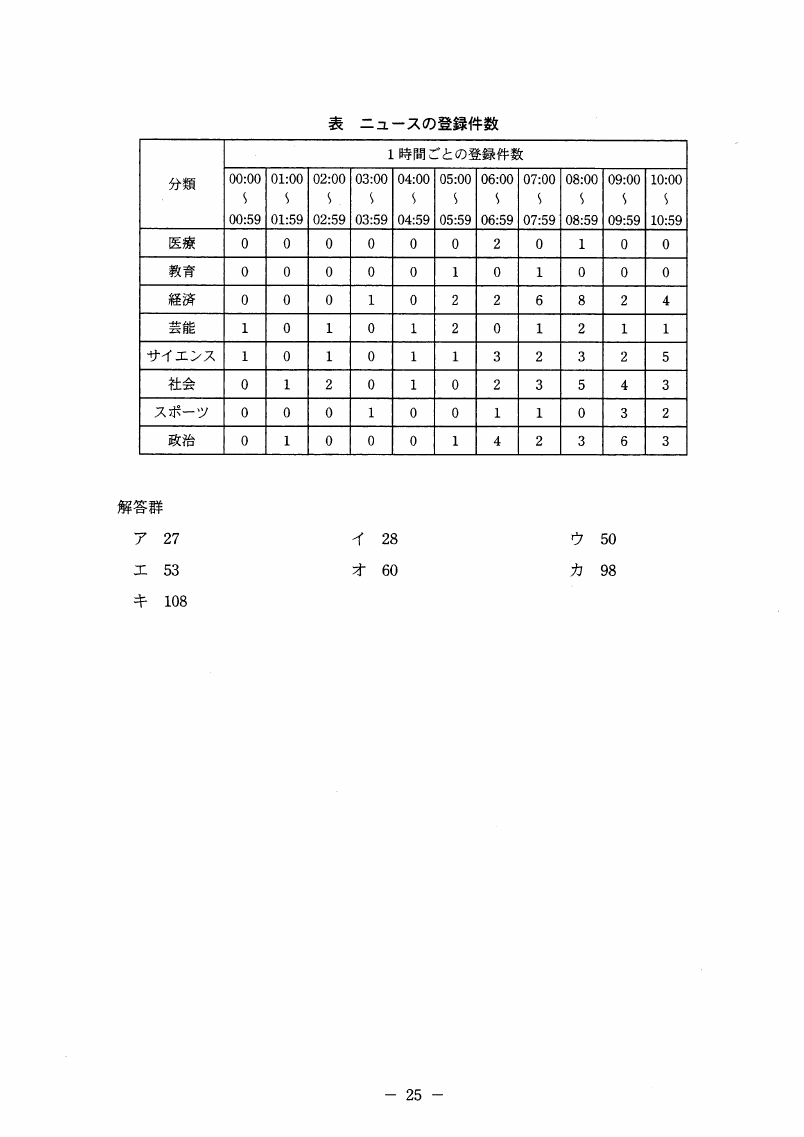 表　ニュースの登録件数
分類 1時間ごとの登録件数
00:00 〜 00:59 01:00 〜 01:59 02:00 〜 02:59 03:00 〜 03:59 04:00 〜 04:59 05:00 〜 05:59 06:00 〜 06:59 07:00 〜 07:59 08:00 〜 08:59 09:00 〜 09:59 10:00 〜 10:59
医療 0 0 0 0 0 0 2 0 1 0 0
教育 0 0 0 0 0 1 0 1 0 0 0
経済 0 0 0 1 0 2 2 6 8 2 4
芸能 1 0 1 0 1 2 0 1 2 1 1
サイエンス 1 0 1 0 1 1 3 2 3 2 5
社会 0 1 2 0 1 0 2 3 5 4 3
スポーツ 0 0 0 1 0 0 1 1 0 3 2
政治 0 1 0 0 0 1 4 2 3 6 3
解答群
ア 27 イ 28 ウ 50
エ 53 オ 60 カ 98
キ 108
－ 25 －